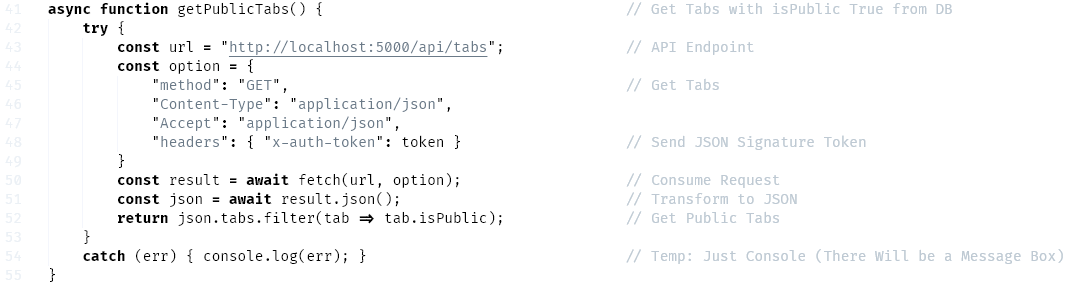 41 async function getPublicTabs() { // Get Tabs with isPublic True from DB
42 try {
43 const url = "http://localhost:5000/api/tabs"; // API Endpoint
44 const option = {
45 "method": "GET", // Get Tabs
46 "Content-Type": "application/json",
47 "Accept": "application/json",
48 "headers": { "x-auth-token": token } // Send JSON Signature Token
49 }
50 const result = await fetch(url, option); // Consume Request
51 const json = await result.json(); // Transform to JSON
52 return json.tabs.filter(tab => tab.isPublic); // Get Public Tabs
53 }
54 catch (err) { console.log(err); } // Temp: Just Console (There Will be a Message Box)
55 }